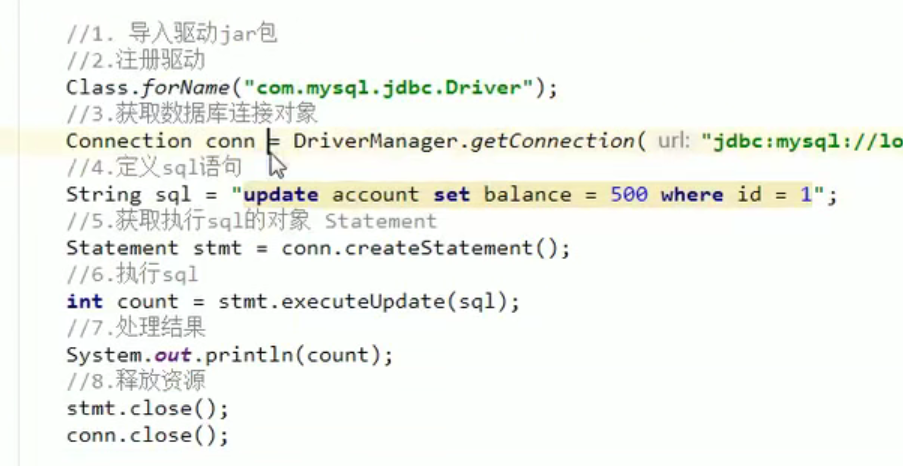 //1. 导入驱动jar包
//2.注册驱动
Class.forName("com.mysql.jdbc.Driver");
//3.获取数据库连接对象
Connection conn = DriverManager.getConnection( url: "jdbc:mysql://lo
//4.定义sql语句
String sql = "update account set balance = 500 where id = 1";
//5.获取执行sql的对象 Statement
Statement stmt = conn.createStatement();
//6.执行sql
int count = stmt.executeUpdate(sql);
//7.处理结果
System.out.println(count);
//8.释放资源
stmt.close();
conn.close();